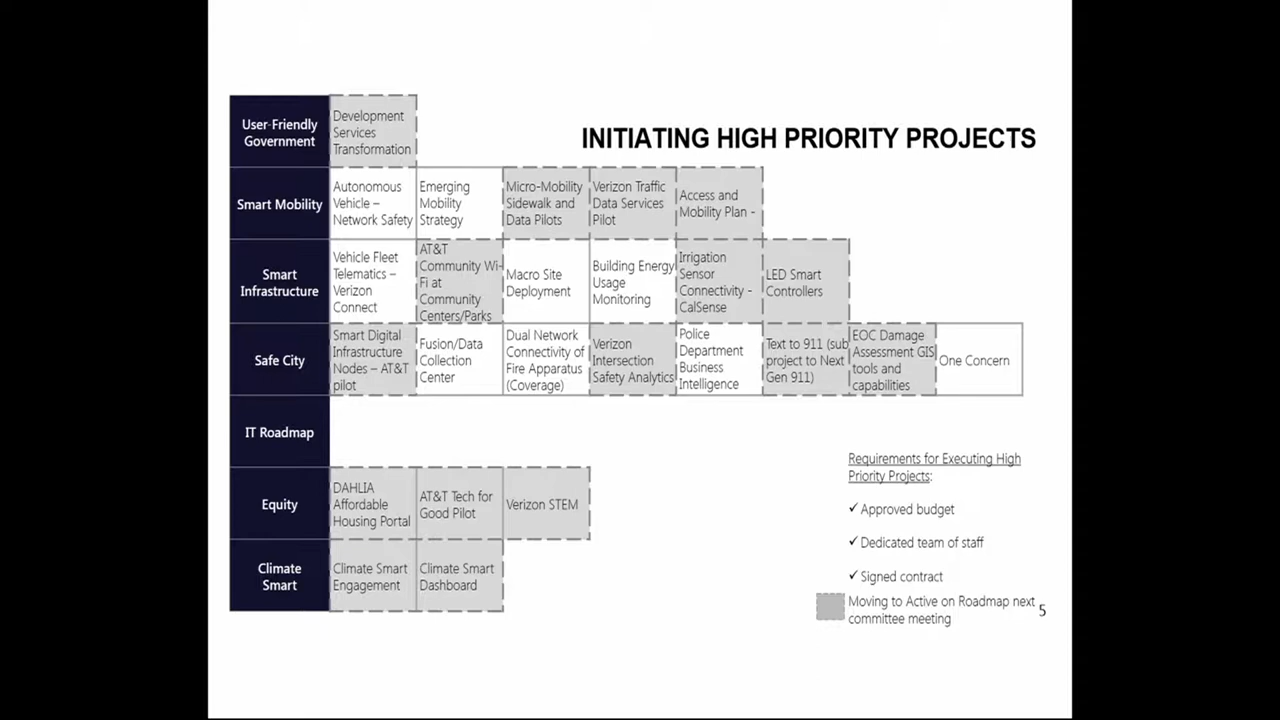 INITIATING HIGH PRIORITY PROJECTS
User-Friendly
Government
Development
Services
Transformation
Smart Mobility
Autonomous
Vehicle –
Network Safety
Emerging
Mobility
Strategy
Micro-Mobility
Sidewalk and
Data Pilots
Verizon Traffic
Data Services
Pilot
Access and
Mobility Plan -
Smart
Infrastructure
Vehicle Fleet
Telematics –
Verizon
Connect
AT&T
Community Wi-
Fi at
Community
Centers/Parks
Macro Site
Deployment
Building Energy
Usage
Monitoring
Irrigation
Sensor
Connectivity -
CalSense
LED Smart
Controllers
Safe City
Smart Digital
Infrastructure
Nodes – AT&T
pilot
Fusion/Data
Collection
Center
Dual Network
Connectivity of
Fire Apparatus
(Coverage)
Verizon
Intersection
Safety Analytics
Police
Department
Business
Intelligence
Text to 911 (sub
project to Next
Gen 911)
EOC Damage
Assessment GIS
tools and
capabilities
One Concern
IT Roadmap
Equity
DAHLIA
Affordable
Housing Portal
AT&T Tech for
Good Pilot
Verizon STEM
Climate
Smart
Climate Smart
Engagement
Climate Smart
Dashboard
Requirements for Executing High
Priority Projects:
✓ Approved budget
✓ Dedicated team of staff
✓ Signed contract
Moving to Active on Roadmap next
committee meeting
5